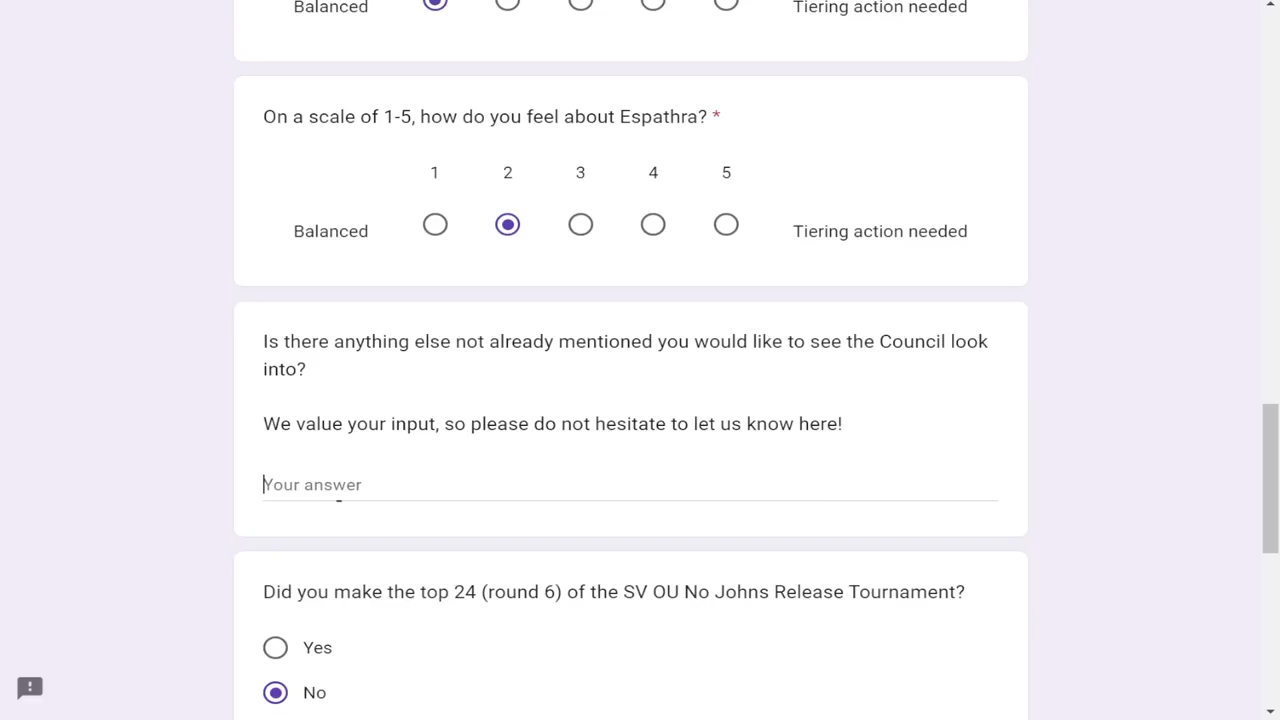 Balanced Tiering action needed
On a scale of 1-5, how do you feel about Espathra? *
1 2 3 4 5
Balanced Tiering action needed
Is there anything else not already mentioned you would like to see the Council look
into?
We value your input, so please do not hesitate to let us know here!
Your answer
Did you make the top 24 (round 6) of the SV OU No Johns Release Tournament?
Yes
No